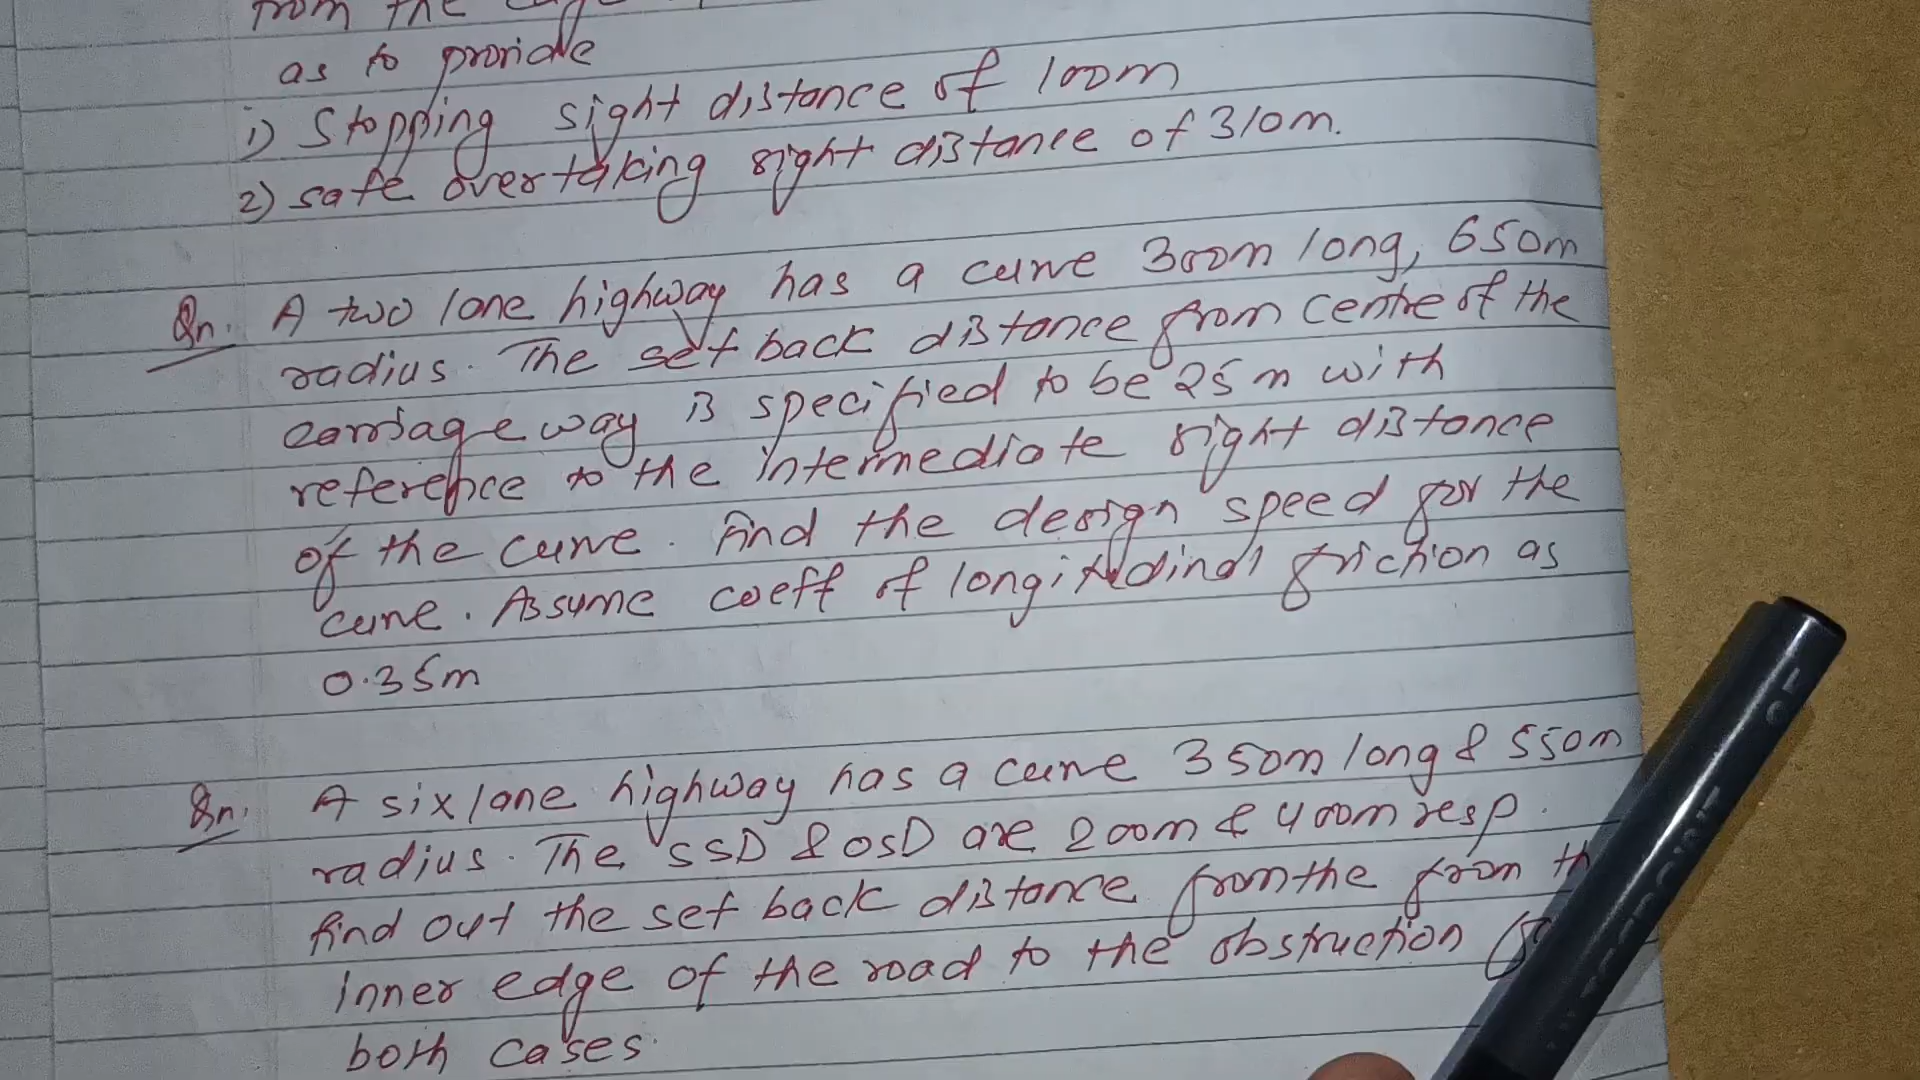 from the
as to provide
1) Stopping sight distance of 100m
2) safe overtaking sight distance of 310m.
Qn. A two lane highway has a curve 300m long, 650m
radius. The set back distance from centre of the
carriage way is specified to be 25m with
reference to the intermediate sight distance
of the curve. Find the design speed for the
curve. Assume coeff of longitudinal friction as
0.35m
Qn. A six lane highway has a curve 350m long & 550m
radius. The SSD & OSD are 200m & 400m resp.
find out the set back distance from the from
inner edge of the road to the obstruction
both cases.